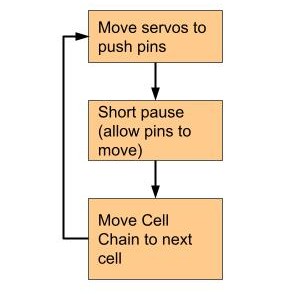 Move servos to
push pins
Short pause
(allow pins to
move)
Move Cell
Chain to next
cell